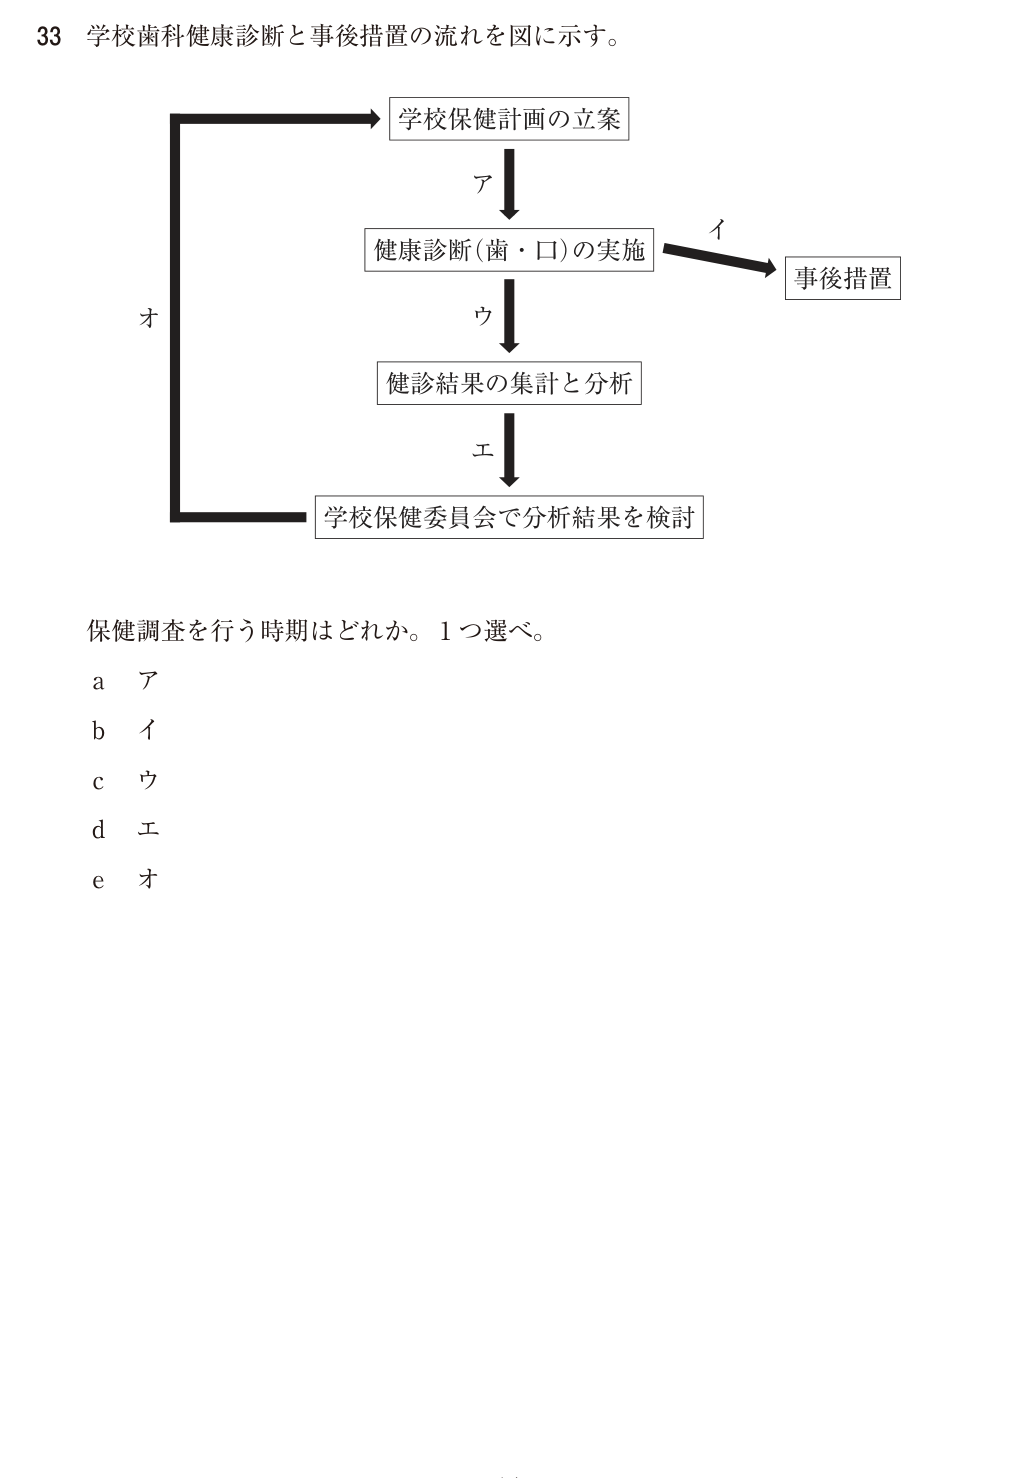 33 学校歯科健康診断と事後措置の流れを図に示す。
学校保健計画の立案
ア
健康診断(歯・口)の実施
イ
事後措置
ウ
オ
健診結果の集計と分析
エ
学校保健委員会で分析結果を検討
保健調査を行う時期はどれか。1つ選べ。
a ア
b イ
c ウ
d エ
e オ